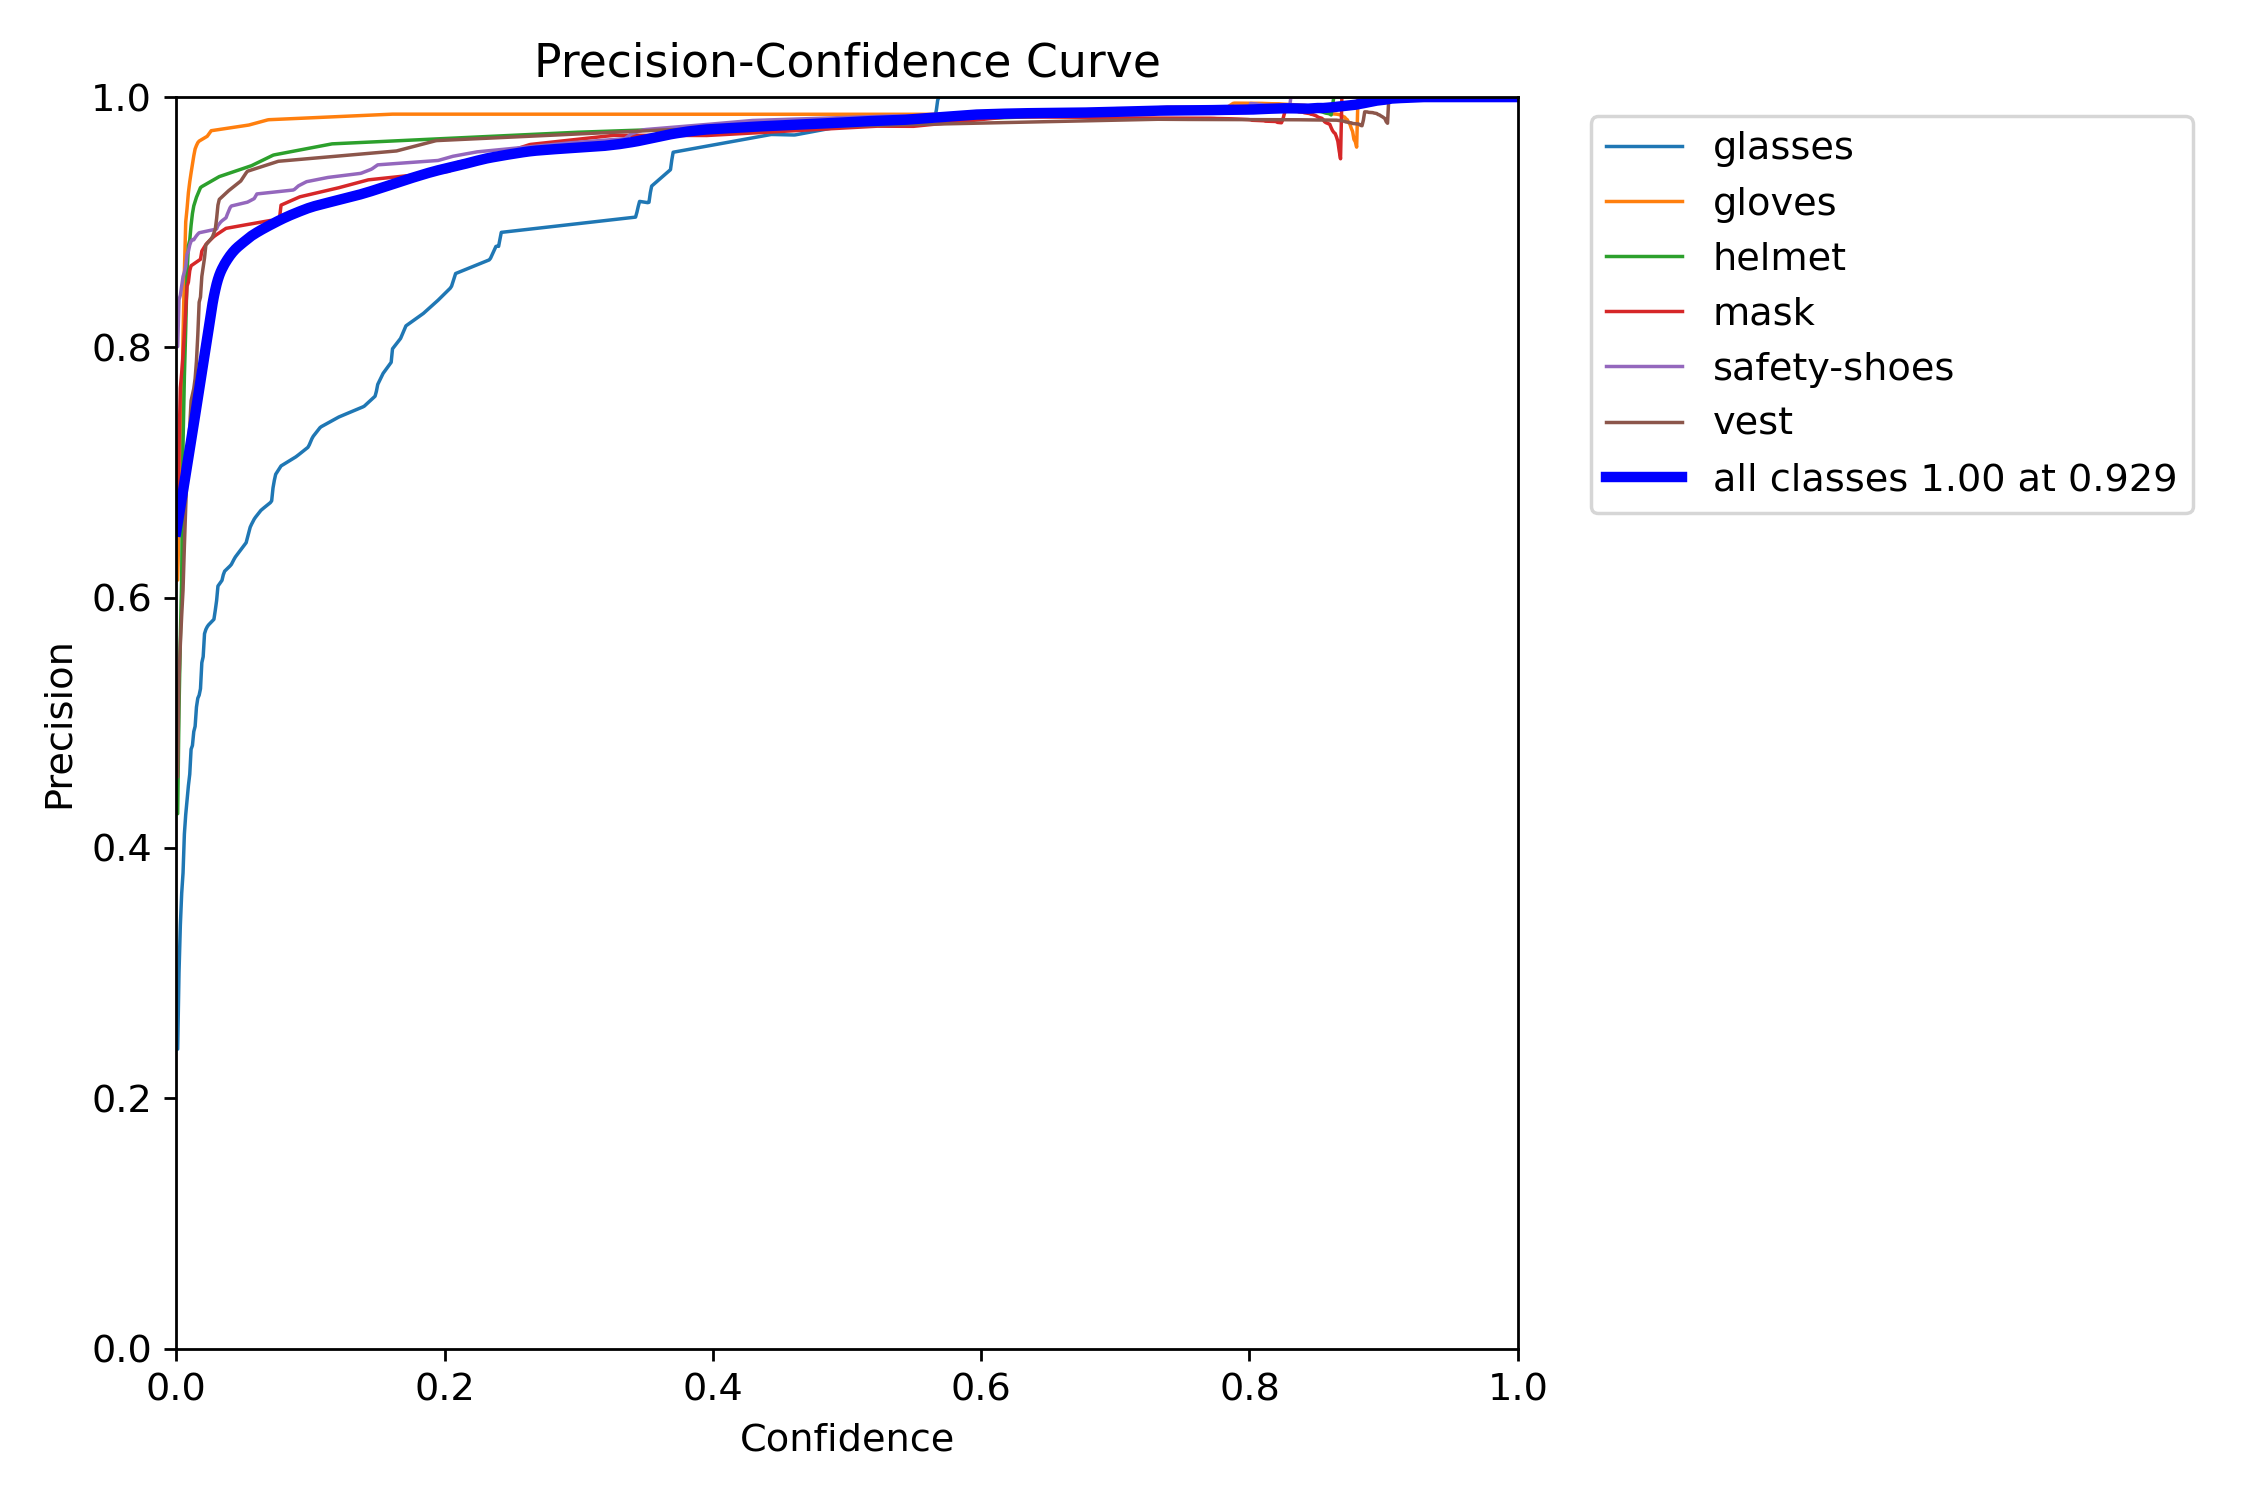 Precision-Confidence Curve
1.0
0.8
0.6
0.4
0.2
0.0
Precision
0.0 0.2 0.4 0.6 0.8 1.0
Confidence
glasses
gloves
helmet
mask
safety-shoes
vest
all classes 1.00 at 0.929